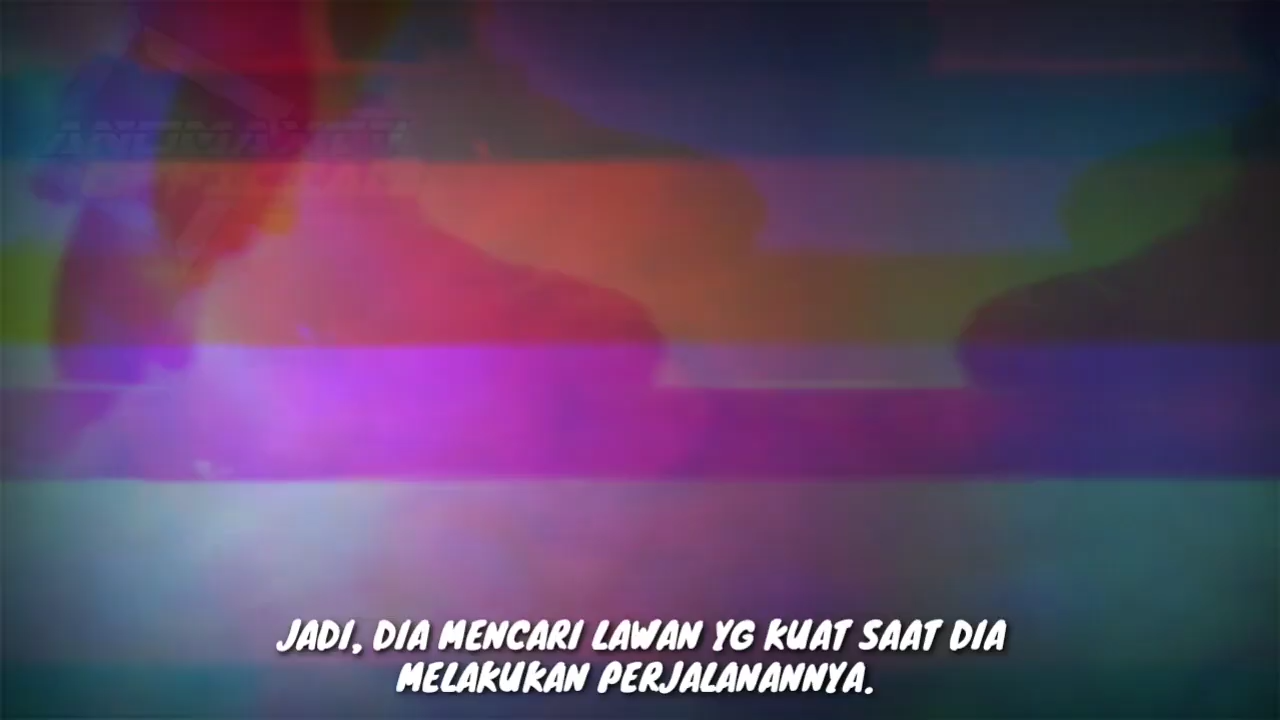 JADI, DIA MENCARI LAWAN YG KUAT SAAT DIA
MELAKUKAN PERJALANANNYA.